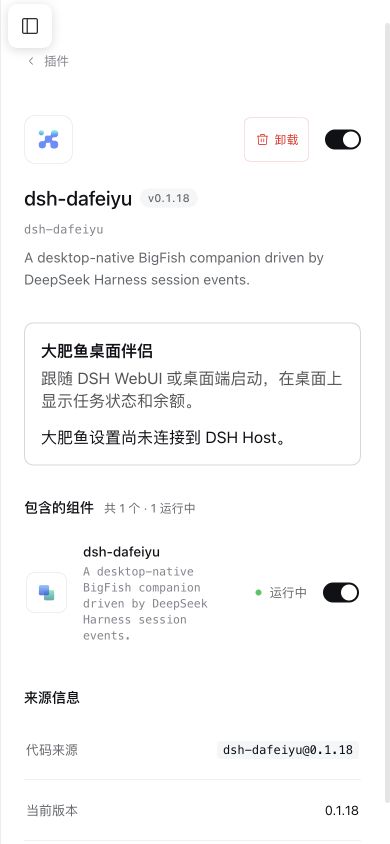 插件
卸载
dsh-dafeiyu v0.1.18
dsh-dafeiyu
A desktop-native BigFish companion driven by
DeepSeek Harness session events.
大肥鱼桌面伴侣
跟随 DSH WebUI 或桌面端启动，在桌面上
显示任务状态和余额。
大肥鱼设置尚未连接到 DSH Host。
包含的组件 共 1 个 · 1 运行中
dsh-dafeiyu
A desktop-native
BigFish companion
driven by DeepSeek
Harness session
events.
运行中
来源信息
代码来源 dsh-dafeiyu@0.1.18
当前版本 0.1.18